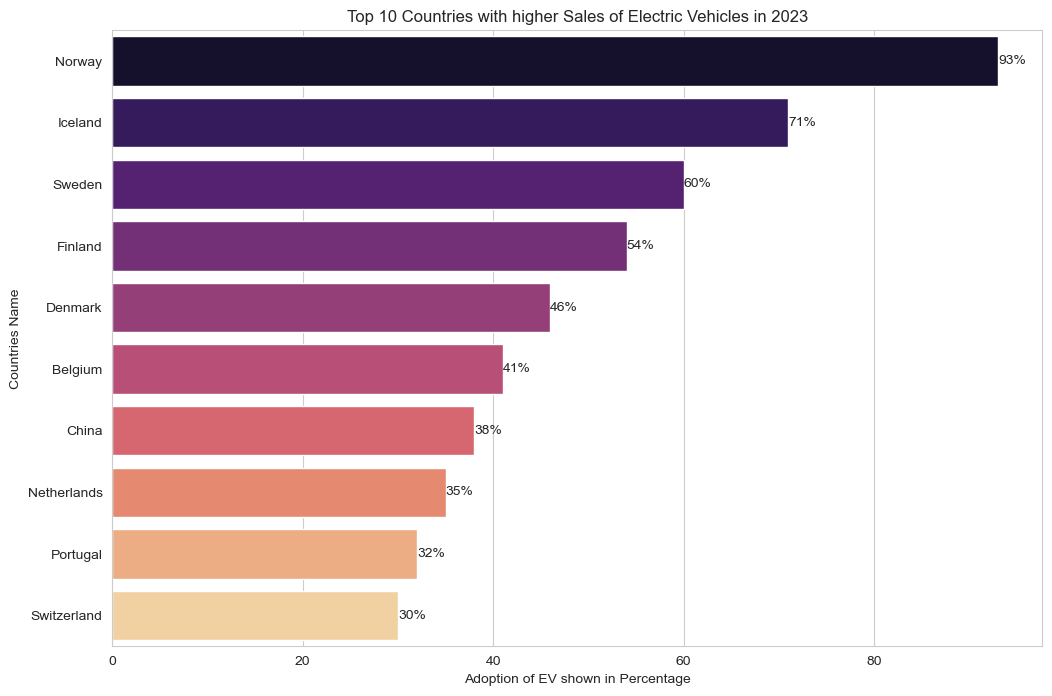 Top 10 Countries with higher Sales of Electric Vehicles in 2023
Countries Name
Norway 93%
Iceland 71%
Sweden 60%
Finland 54%
Denmark 46%
Belgium 41%
China 38%
Netherlands 35%
Portugal 32%
Switzerland 30%
0 20 40 60 80
Adoption of EV shown in Percentage